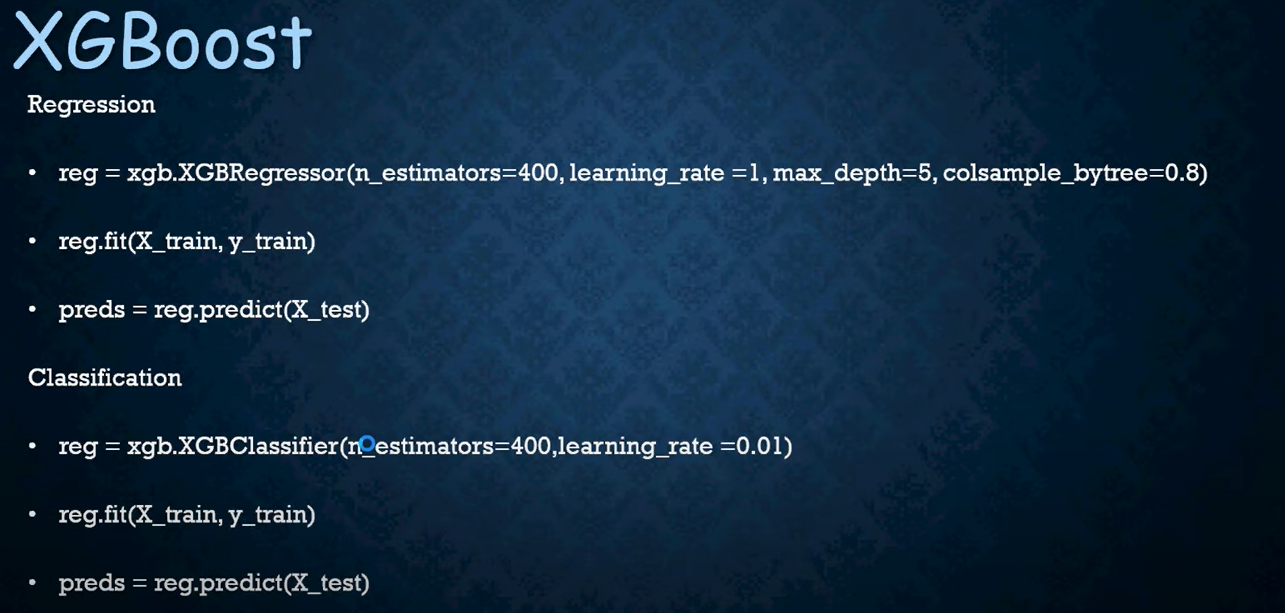 XGBoost
Regression
• reg = xgb.XGBRegressor(n_estimators=400, learning_rate =1, max_depth=5, colsample_bytree=0.8)
• reg.fit(X_train, y_train)
• preds = reg.predict(X_test)
Classification
• reg = xgb.XGBClassifier(n_estimators=400,learning_rate =0.01)
• reg.fit(X_train, y_train)
• preds = reg.predict(X_test)